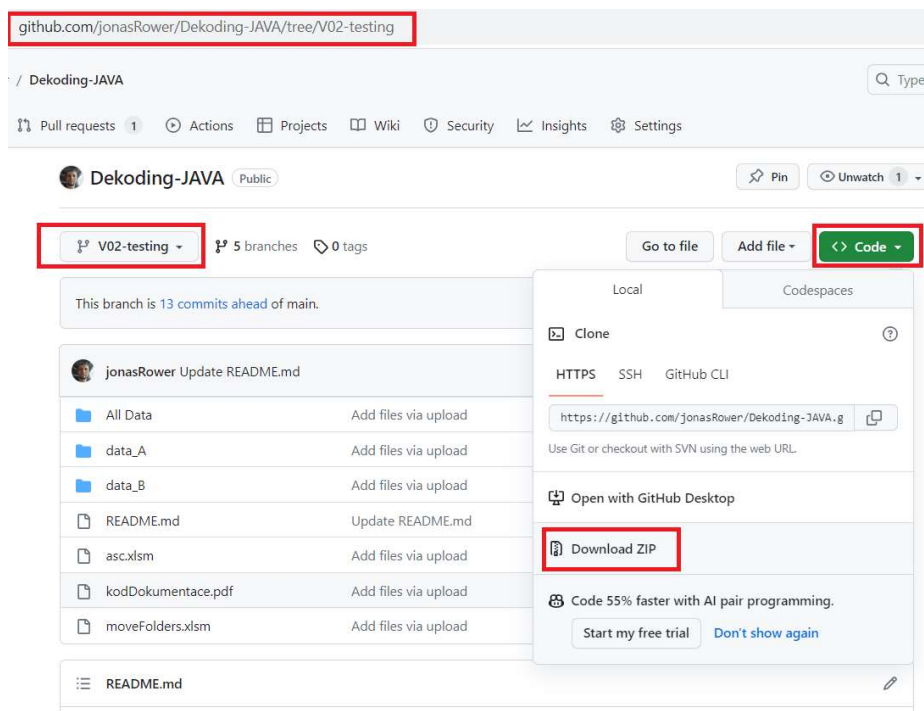 github.com/jonasRower/Dekoding-JAVA/tree/V02-testing
/ Dekoding-JAVA
Type
Pull requests 1 Actions Projects Wiki Security Insights Settings
Dekoding-JAVA Public Pin Unwatch 1
V02-testing 5 branches 0 tags Go to file Add file <> Code
This branch is 13 commits ahead of main.
jonasRower Update README.md
All Data Add files via upload
data_A Add files via upload
data_B Add files via upload
README.md Update README.md
asc.xlsm Add files via upload
kodDokumentace.pdf Add files via upload
moveFolders.xlsm Add files via upload
README.md
Local Codespaces
Clone
HTTPS SSH GitHub CLI
https://github.com/jonasRower/Dekoding-JAVA.g
Use Git or checkout with SVN using the web URL.
Open with GitHub Desktop
Download ZIP
Code 55% faster with AI pair programming.
Start my free trial Don't show again